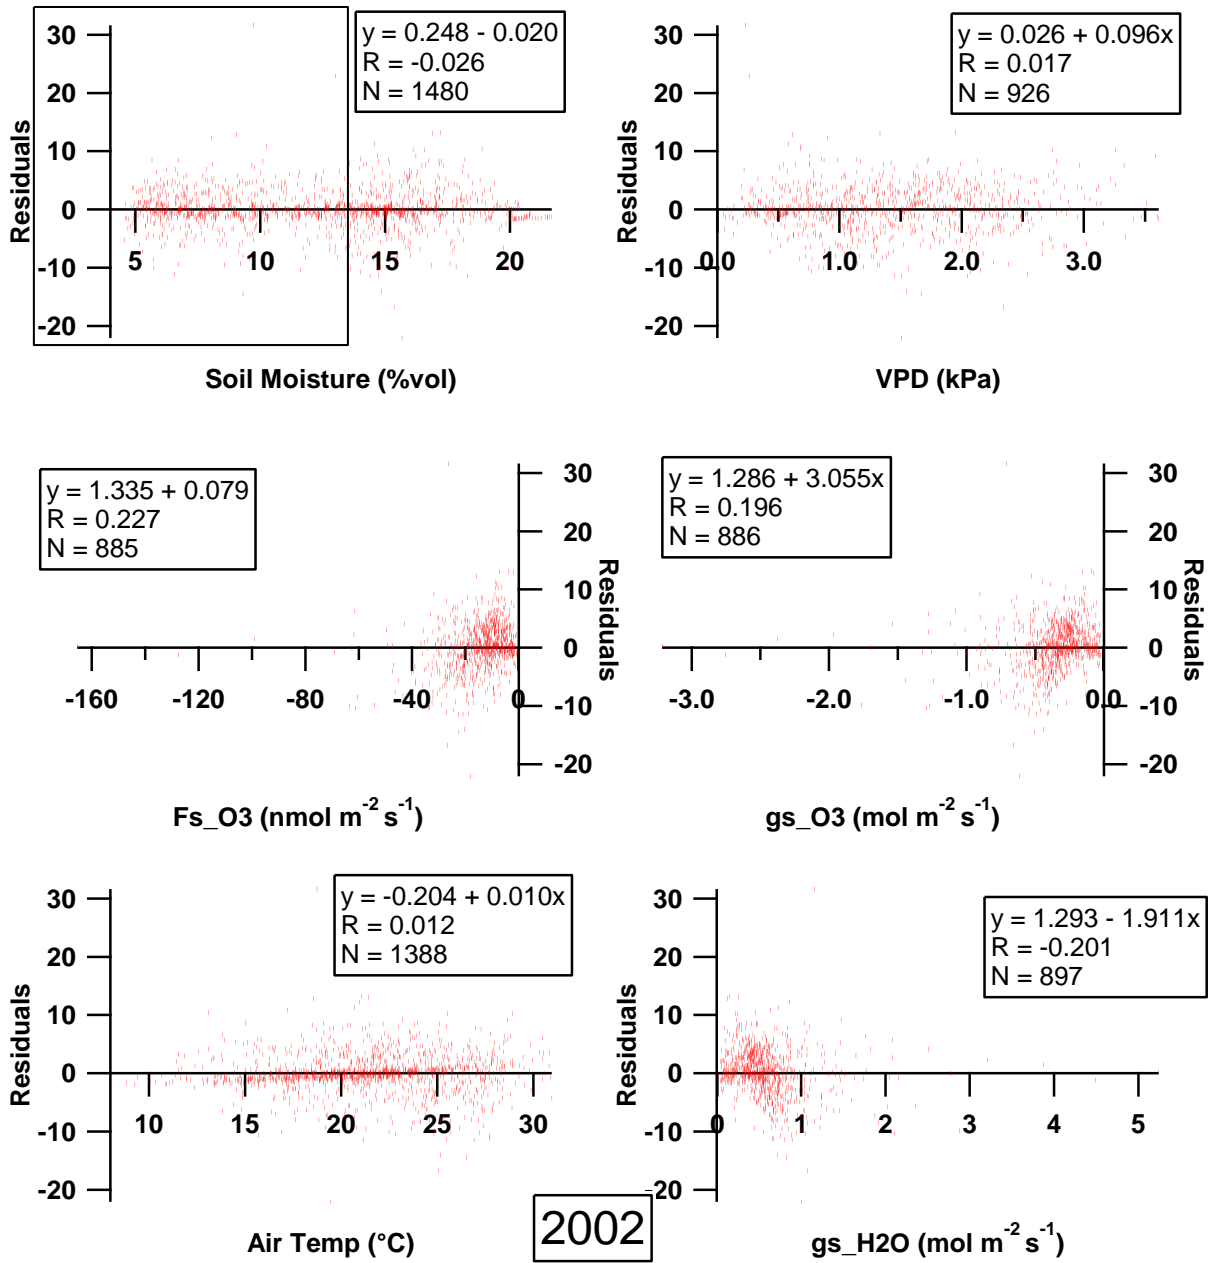 y = 0.248 - 0.020
R = -0.026
N = 1480
30
20
10
0
-10
-20
5
10
15
20
Residuals
Soil Moisture (%vol)
y = 0.026 + 0.096x
R = 0.017
N = 926
30
20
10
0
-10
-20
0.0
1.0
2.0
3.0
Residuals
VPD (kPa)
y = 1.335 + 0.079
R = 0.227
N = 885
30
20
10
0
-10
-20
-160
-120
-80
-40
0
Residuals
Fs_O3 (nmol m-2 s-1)
y = 1.286 + 3.055x
R = 0.196
N = 886
30
20
10
0
-10
-20
-3.0
-2.0
-1.0
0.0
Residuals
gs_O3 (mol m-2 s-1)
y = -0.204 + 0.010x
R = 0.012
N = 1388
30
20
10
0
-10
-20
10
15
20
25
30
Residuals
Air Temp (°C)
y = 1.293 - 1.911x
R = -0.201
N = 897
30
20
10
0
-10
-20
0
1
2
3
4
5
Residuals
gs_H2O (mol m-2 s-1)
2002